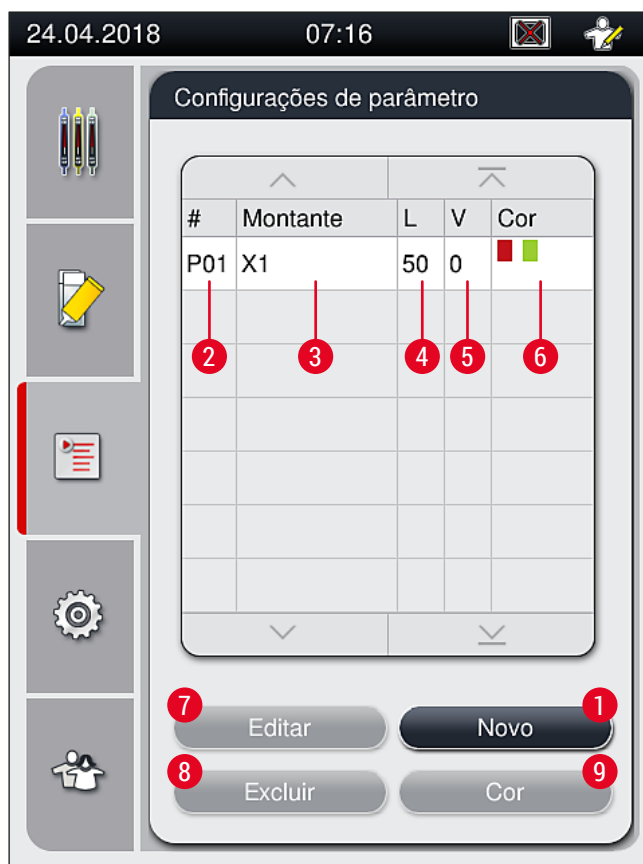 24.04.2018 07:16
Configurações de parâmetro
# Montante L V Cor
P01 X1 50 0
2 3 4 5 6
7 1
Editar Novo
8 9
Excluir Cor